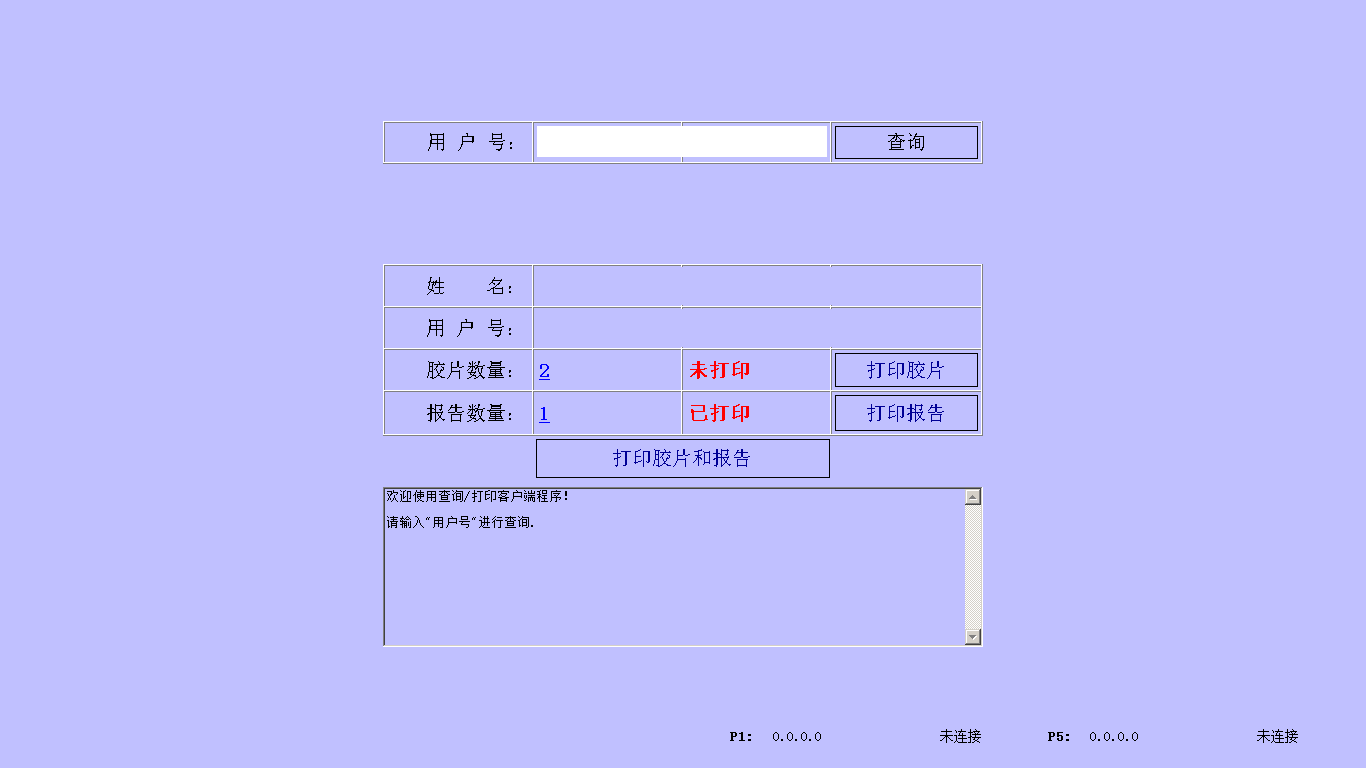 用 户 号： 查询
姓    名：
用 户 号：
胶片数量： 2 未打印 打印胶片
报告数量： 1 已打印 打印报告
打印胶片和报告
欢迎使用查询/打印客户端程序!
请输入"用户号"进行查询.
P1: 0.0.0.0 未连接 P5: 0.0.0.0 未连接